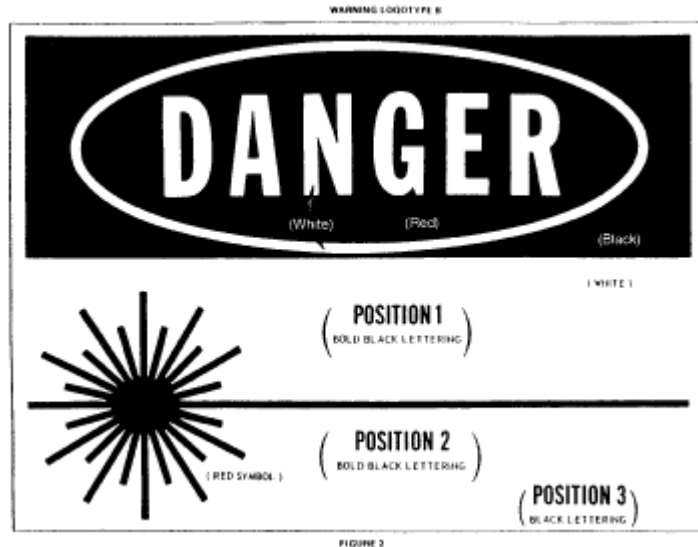 WARNING LOGOTYPE B
DANGER
(White)
(Red)
(Black)
( WHITE )
( POSITION 1
BOLD BLACK LETTERING )
( POSITION 2
BOLD BLACK LETTERING )
( RED SYMBOL )
( POSITION 3
BLACK LETTERING )
FIGURE 2